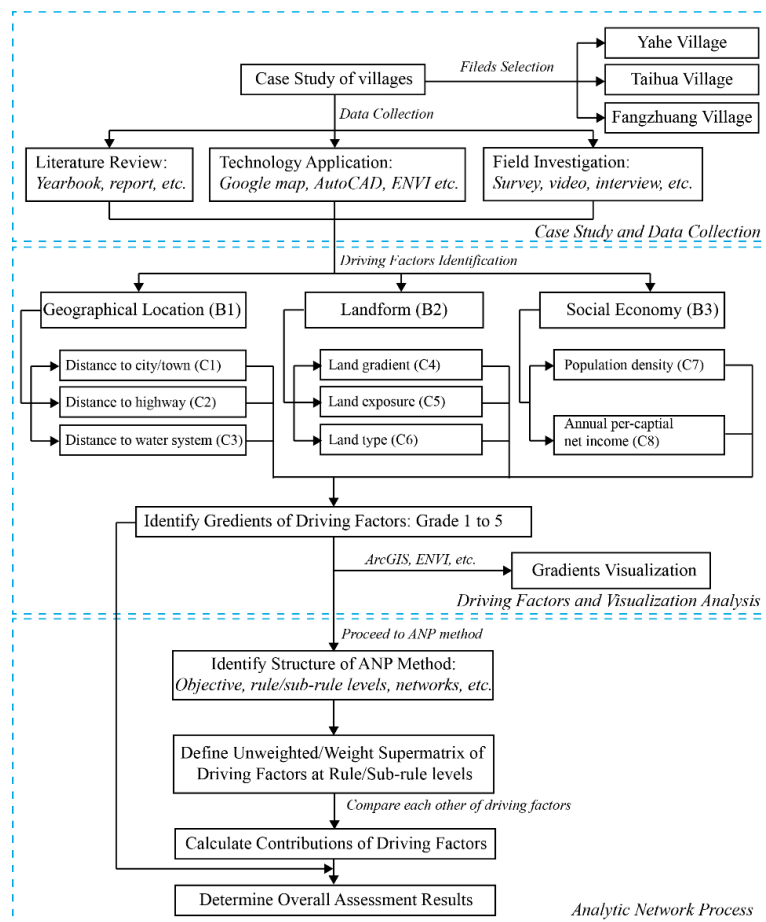 Yahe Village
Fileds Selection
Case Study of villages
Taihua Village
Data Collection
Fangzhuang Village
Literature Review:
Yearbook, report, etc.
Technology Application:
Google map, AutoCAD, ENVI etc.
Field Investigation:
Survey, video, interview, etc.
Case Study and Data Collection
Driving Factors Identification
Geographical Location (B1)
Landform (B2)
Social Economy (B3)
Distance to city/town (C1)
Distance to highway (C2)
Distance to water system (C3)
Land gradient (C4)
Land exposure (C5)
Land type (C6)
Population density (C7)
Annual per-captial
net income (C8)
Identify Gredients of Driving Factors: Grade 1 to 5
ArcGIS, ENVI, etc.
Gradients Visualization
Driving Factors and Visualization Analysis
Proceed to ANP method
Identify Structure of ANP Method:
Objective, rule/sub-rule levels, networks, etc.
Define Unweighted/Weight Supermatrix of
Driving Factors at Rule/Sub-rule levels
Compare each other of driving factors
Calculate Contributions of Driving Factors
Determine Overall Assessment Results
Analytic Network Process